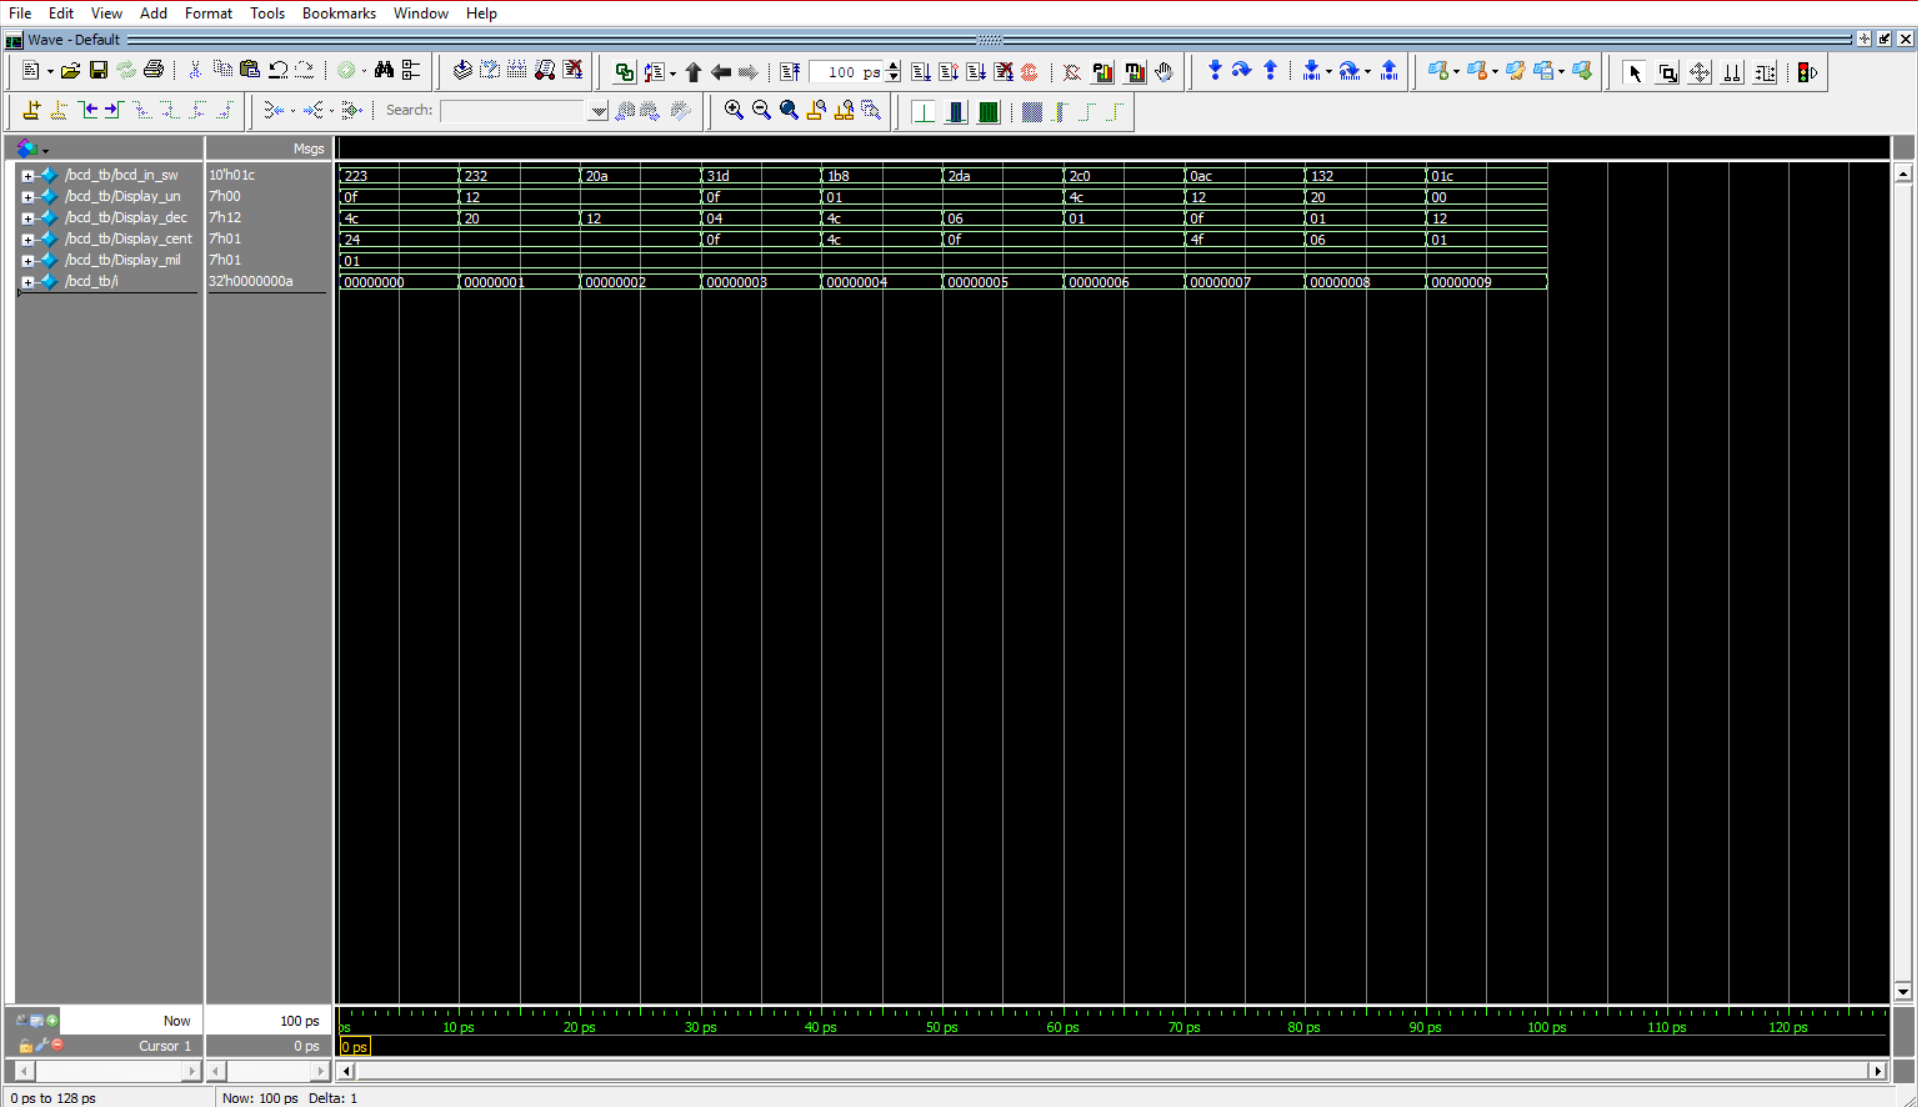 File Edit View Add Format Tools Bookmarks Window Help
Wave - Default
100 ps
Search:
Msgs
/bcd_tb/bcd_in_sw 10'h01c 223 232 20a 31d 1b8 2da 2c0 0ac 132 01c
/bcd_tb/Display_un 7'h00 0f 12 0f 01 4c 12 20 00
/bcd_tb/Display_dec 7'h12 4c 20 12 04 4c 06 01 0f 01 12
/bcd_tb/Display_cent 7'h01 24 0f 4c 0f 4f 06 01
/bcd_tb/Display_mil 7'h01 01
/bcd_tb/i 32'h0000000a 00000000 00000001 00000002 00000003 00000004 00000005 00000006 00000007 00000008 00000009
Now 100 ps ps 10 ps 20 ps 30 ps 40 ps 50 ps 60 ps 70 ps 80 ps 90 ps 100 ps 110 ps 120 ps
Cursor 1 0 ps 0 ps
0 ps to 128 ps Now: 100 ps Delta: 1